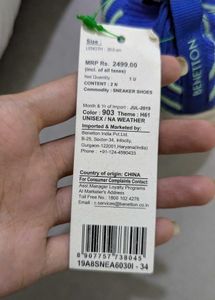 BENETTON
Size :
MRP Rs. 2499.00
(incl. of all taxes)
Net Quantity : 1 U
CONTENT : 2 N
Commodity : SNEAKER SHOES
Month & Yr of Import : JUL-2019
Color : 903 Theme : H61
UNISEX / NA WEATHER
Imported & Marketed by:
Benetton India Pvt.Ltd.
B-25, Sector-34, Infocity,
Gurgaon-122001, Haryana(India)
Phone : +91-124-4590435
Country of origin: CHINA
For Consumer Complaints Contact
Asst Manager Loyalty Programs
At Marketer's Address
Toll Free No.: 1800 102 4275
E-mail: c.services@benetton.co.in
8 907757 738045
19A8SNEA6030I - 34